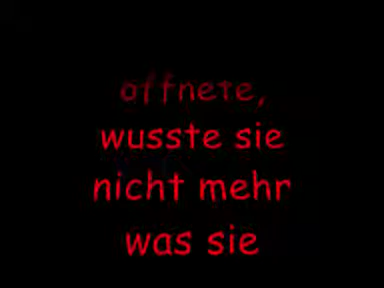 öffnete,
wusste sie
nicht mehr
was sie